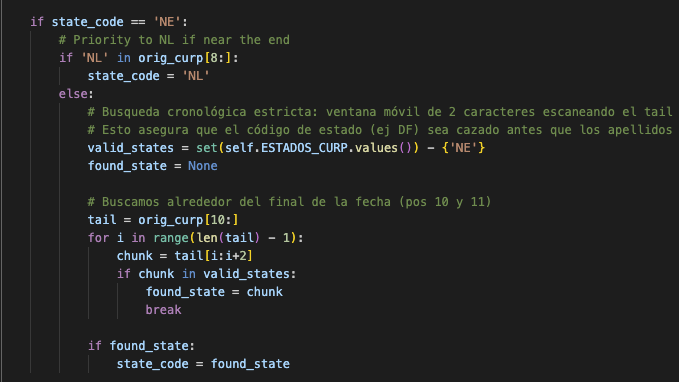 if state_code == 'NE':
# Priority to NL if near the end
if 'NL' in orig_curp[8:]:
state_code = 'NL'
else:
# Busqueda cronológica estricta: ventana móvil de 2 caracteres escaneando el tail
# Esto asegura que el código de estado (ej DF) sea cazado antes que los apellidos
valid_states = set(self.ESTADOS_CURP.values()) - {'NE'}
found_state = None
# Buscamos alrededor del final de la fecha (pos 10 y 11)
tail = orig_curp[10:]
for i in range(len(tail) - 1):
chunk = tail[i:i+2]
if chunk in valid_states:
found_state = chunk
break
if found_state:
state_code = found_state